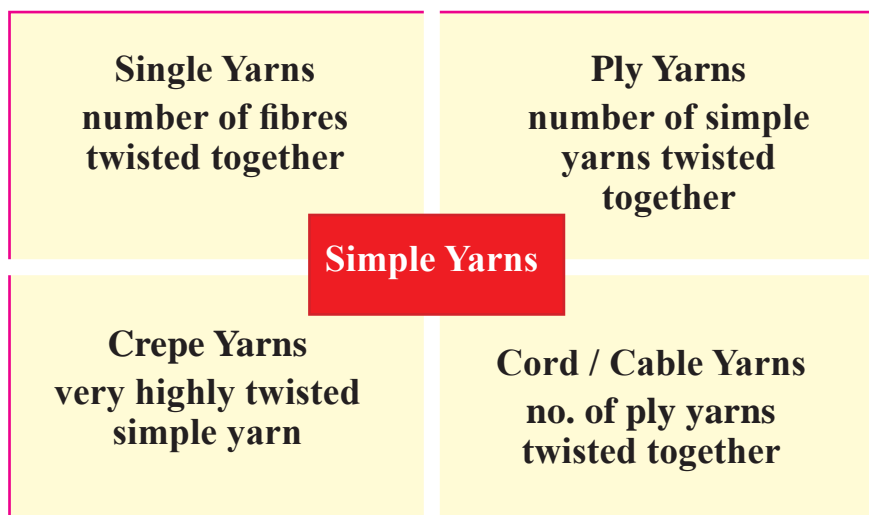 Single Yarns
number of fibres
twisted together
Ply Yarns
number of simple
yarns twisted
together
Simple Yarns
Crepe Yarns
very highly twisted
simple yarn
Cord / Cable Yarns
no. of ply yarns
twisted together